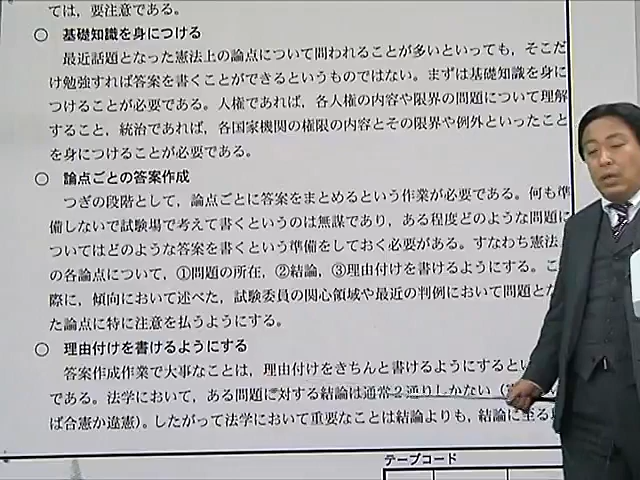 ては，要注意である。
○ 基礎知識を身につける
最近話題となった憲法上の論点について問われることが多いといっても，そこだ
け勉強すれば答案を書くことができるというものではない。まずは基礎知識を身に
つけることが必要である。人権であれば，各人権の内容や限界の問題について理解
すること，統治であれば，各国家機関の権限の内容とその限界や例外といったこと
を身につけることが必要である。
○ 論点ごとの答案作成
つぎの段階として，論点ごとに答案をまとめるという作業が必要である。何も準
備しないで試験場で考えて書くというのは無謀であり，ある程度どのような問題に
ついてはどのような答案を書くという準備をしておく必要がある。すなわち憲法
の各論点について，①問題の所在，②結論，③理由付けを書けるようにする。こ
際に，傾向において述べた，試験委員の関心領域や最近の判例において問題と
た論点に特に注意を払うようにする。
○ 理由付けを書けるようにする
答案作成作業で大事なことは，理由付けをきちんと書けるようにすると
である。法学において，ある問題に対する結論は通常２通りしかない（
ば合憲か違憲）。したがって法学において重要なことは結論よりも，結論に至る
テープコード